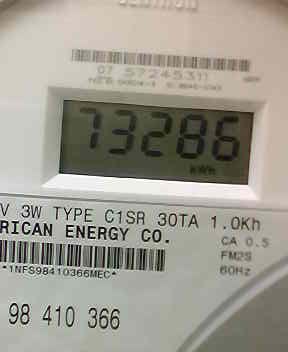 07 57245311
73286
kWh
V 3W TYPE C1SR 30TA 1.0Kh
RICAN ENERGY CO.
CA 0.5
FM2S
60Hz
*1NFS98410366MEC*
98 410 366